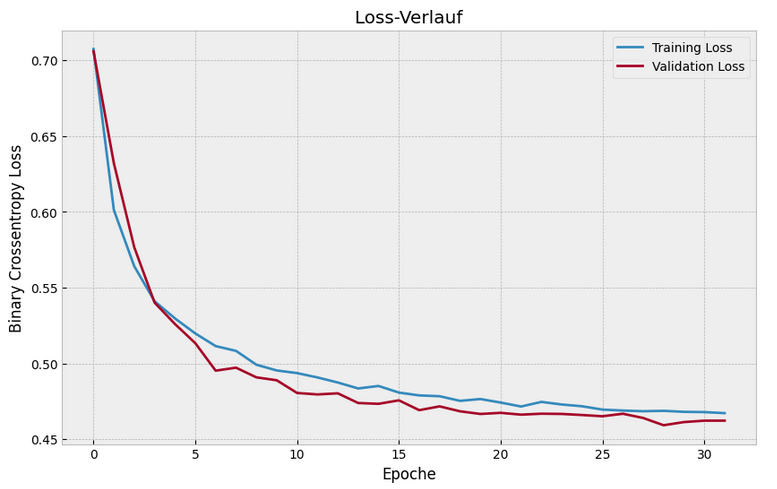 Loss-Verlauf
Training Loss
Validation Loss
Binary Crossentropy Loss
0.70
0.65
0.60
0.55
0.50
0.45
0 5 10 15 20 25 30
Epoche